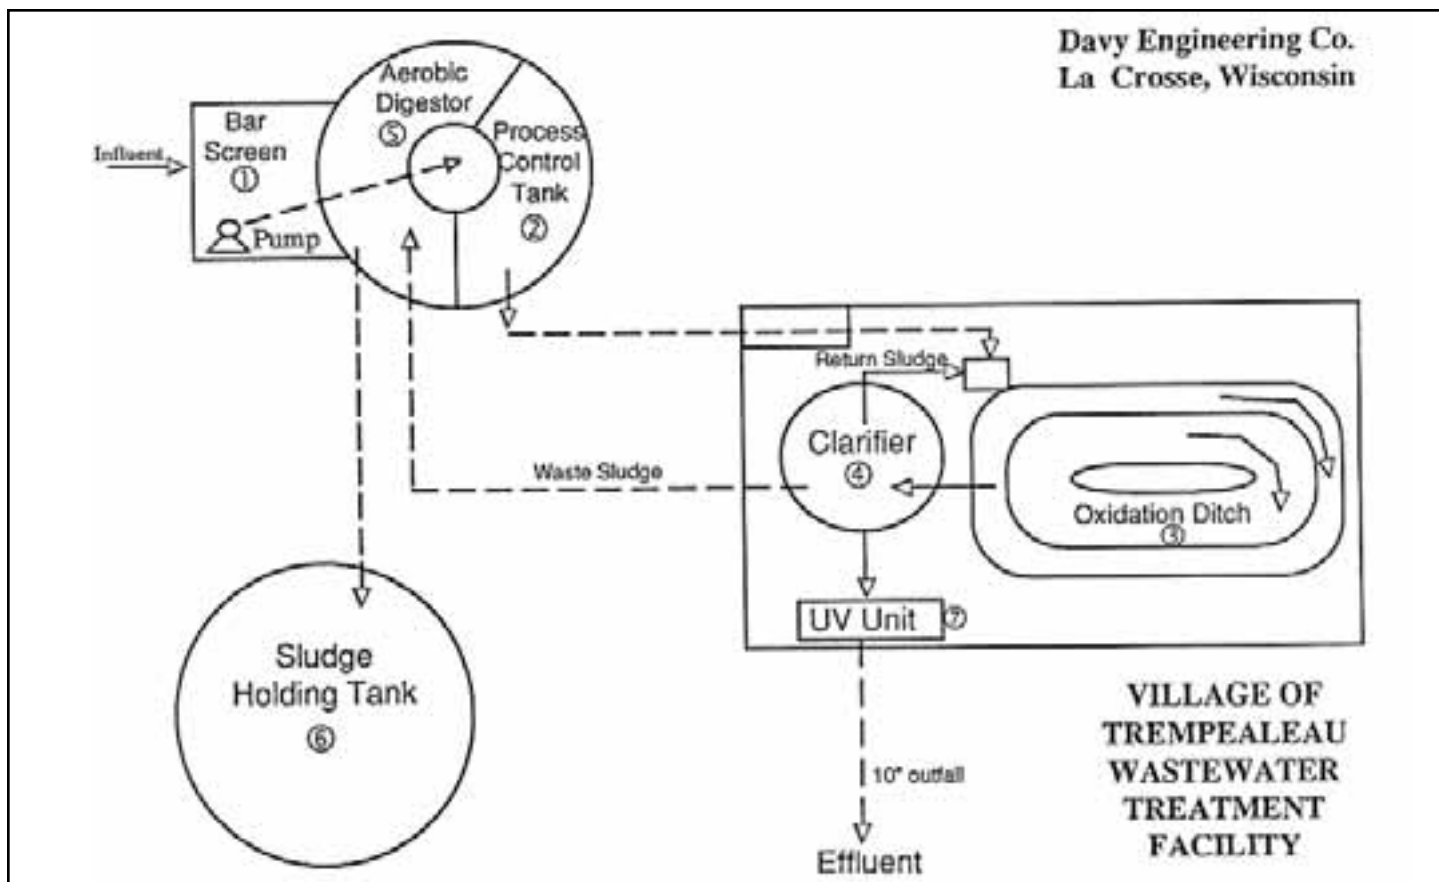 Davy Engineering Co.
La Crosse, Wisconsin
Aerobic
Digestor
⑤
Bar
Screen
①
Influent
Pump
Process
Control
Tank
②
Return Sludge
Clarifier
④
Waste Sludge
Oxidation Ditch
③
UV Unit
⑦
Sludge
Holding Tank
⑥
10" outfall
Effluent
VILLAGE OF
TREMPEALEAU
WASTEWATER
TREATMENT
FACILITY